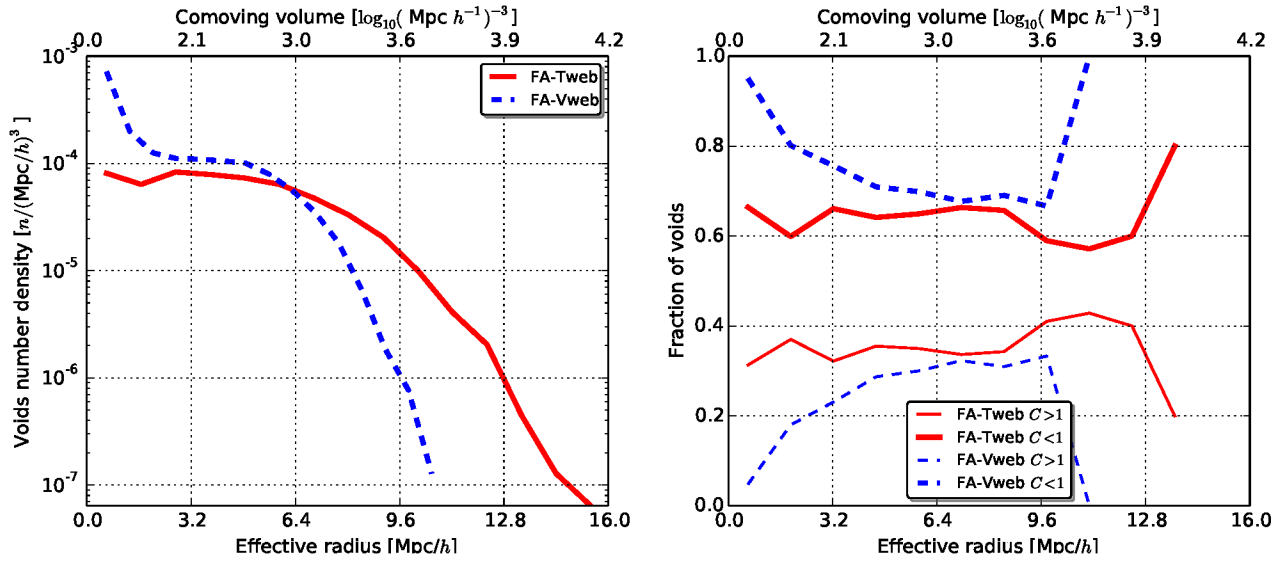 Comoving volume [log₁₀( Mpc h⁻¹)⁻³]
0.0 2.1 3.0 3.6 3.9 4.2
10⁻³
10⁻⁴
10⁻⁵
10⁻⁶
10⁻⁷
Voids number density [n/(Mpc/h)³ ]
FA-Tweb
FA-Vweb
0.0 3.2 6.4 9.6 12.8 16.0
Effective radius [Mpc/h]
Comoving volume [log₁₀( Mpc h⁻¹)⁻³]
0.0 2.1 3.0 3.6 3.9 4.2
1.0
0.8
0.6
0.4
0.2
0.0
Fraction of voids
FA-Tweb C>1
FA-Tweb C<1
FA-Vweb C>1
FA-Vweb C<1
0.0 3.2 6.4 9.6 12.8 16.0
Effective radius [Mpc/h]